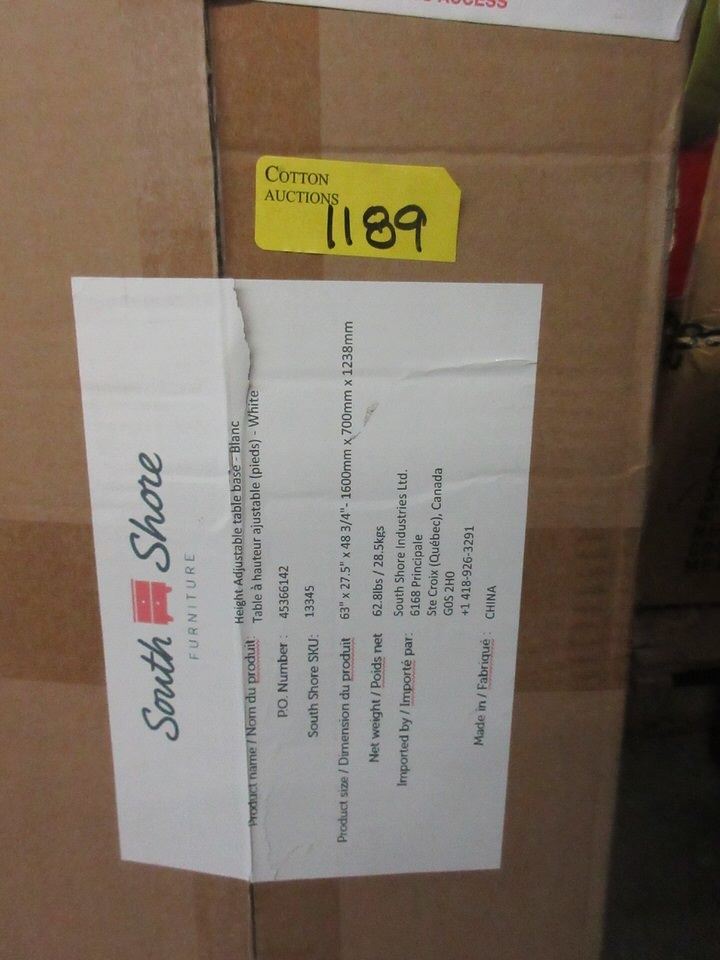 ACCESS
COTTON
AUCTIONS
1189
South Shore
FURNITURE
Product name / Nom du produit: Height Adjustable table base - Blanc
Table à hauteur ajustable (pieds) - White
P.O. Number : 45366142
South Shore SKU: 13345
Product size / Dimension du produit 63" x 27.5" x 48 3/4"- 1600mm x 700mm x 1238mm
Net weight / Poids net 62.8lbs / 28.5kgs
Imported by / Importé par: South Shore Industries Ltd.
6168 Principale
Ste Croix (Québec), Canada
G0S 2H0
+1 418-926-3291
Made in / Fabriqué : CHINA